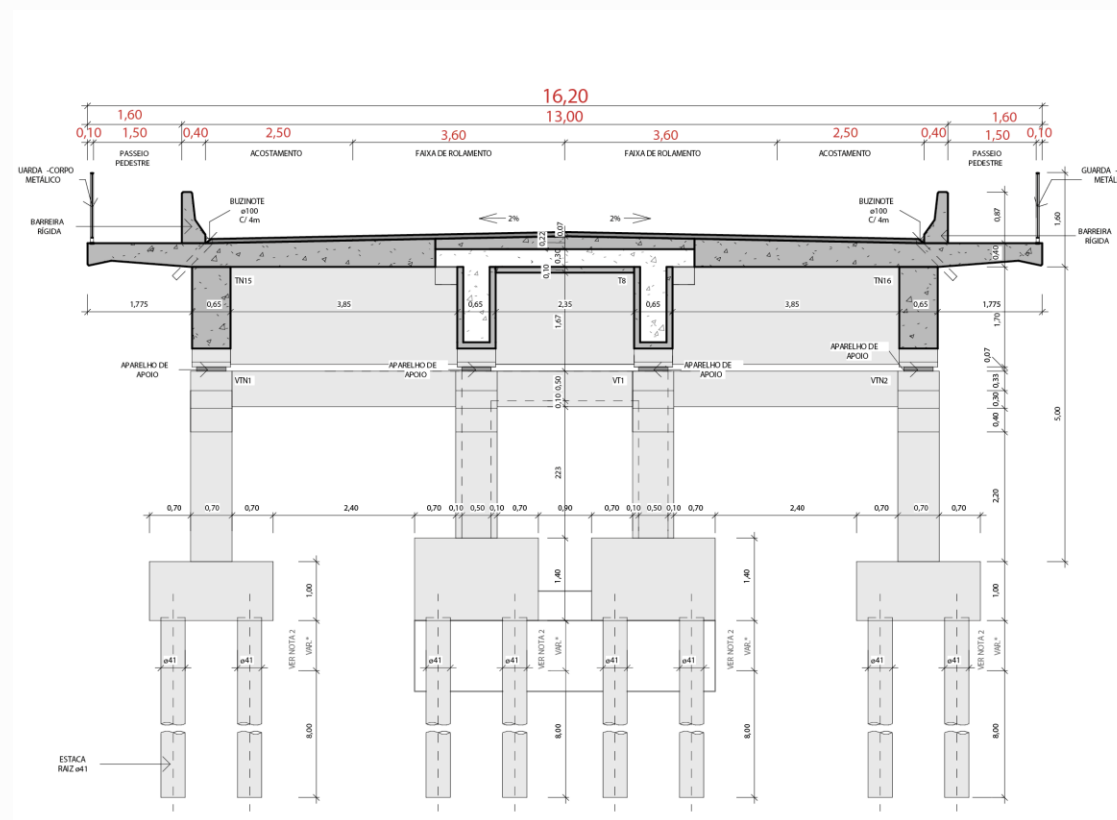 16,20
1,60
13,00
1,60
0,10
1,50
0,40
2,50
3,60
3,60
2,50
0,40
1,50
0,10
PASSEIO
PEDESTRE
ACOSTAMENTO
FAIXA DE ROLAMENTO
FAIXA DE ROLAMENTO
ACOSTAMENTO
PASSEIO
PEDESTRE
UARDA -CORPO
METÁLICO
GUARDA -
METÁL
BUZINOTE
ø100
C/ 4m
BUZINOTE
ø100
C/ 4m
BARREIRA
RÍGIDA
BARREIRA
RÍGIDA
2%
2%
0,07
0,22
0,30
0,10
0,87
1,60
0,40
TN15
T8
TN16
1,775
0,65
3,85
0,65
2,35
0,65
3,85
0,65
1,775
1,67
1,70
APARELHO DE
APOIO
APARELHO DE
APOIO
APARELHO DE
APOIO
APARELHO DE
APOIO
VTN1
VT1
VTN2
0,50
0,10
0,07
0,33
0,30
0,40
5,00
223
2,20
0,70
0,70
0,70
2,40
0,70
0,10
0,50
0,10
0,70
0,90
0,70
0,10
0,50
0,10
0,70
2,40
0,70
0,70
0,70
1,00
1,40
1,40
1,00
VER NOTA 2
VAR.*
VER NOTA 2
VAR.*
VER NOTA 2
VAR.*
VER NOTA 2
VAR.*
ø41
ø41
ø41
ø41
ø41
ø41
ø41
ø41
8,00
8,00
8,00
8,00
ESTACA
RAIZ ø41